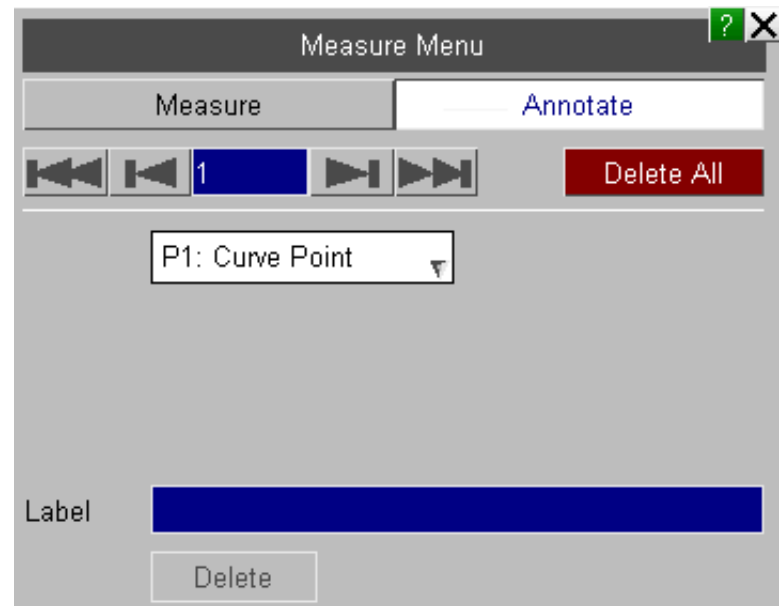 Measure Menu
?
Measure Annotate
1 Delete All
P1: Curve Point
Label
Delete